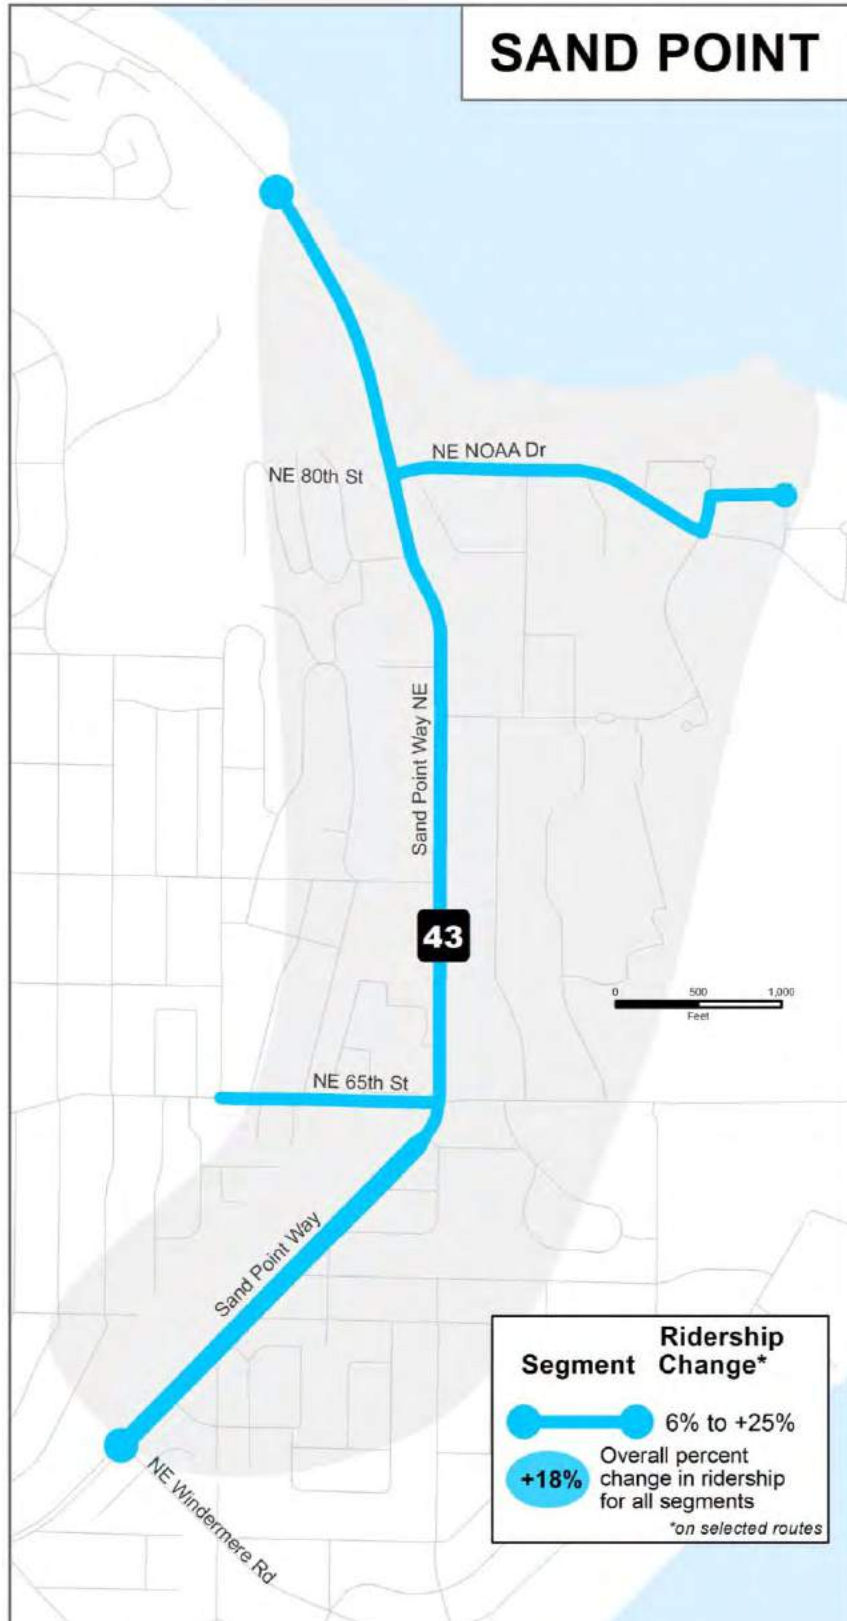 SAND POINT
NE NOAA Dr
NE 80th St
Sand Point Way NE
43
0 500 1,000
Feet
NE 65th St
Sand Point Way
NE Windermere Rd
Segment Ridership Change*
6% to +25%
+18% Overall percent
change in ridership
for all segments
*on selected routes